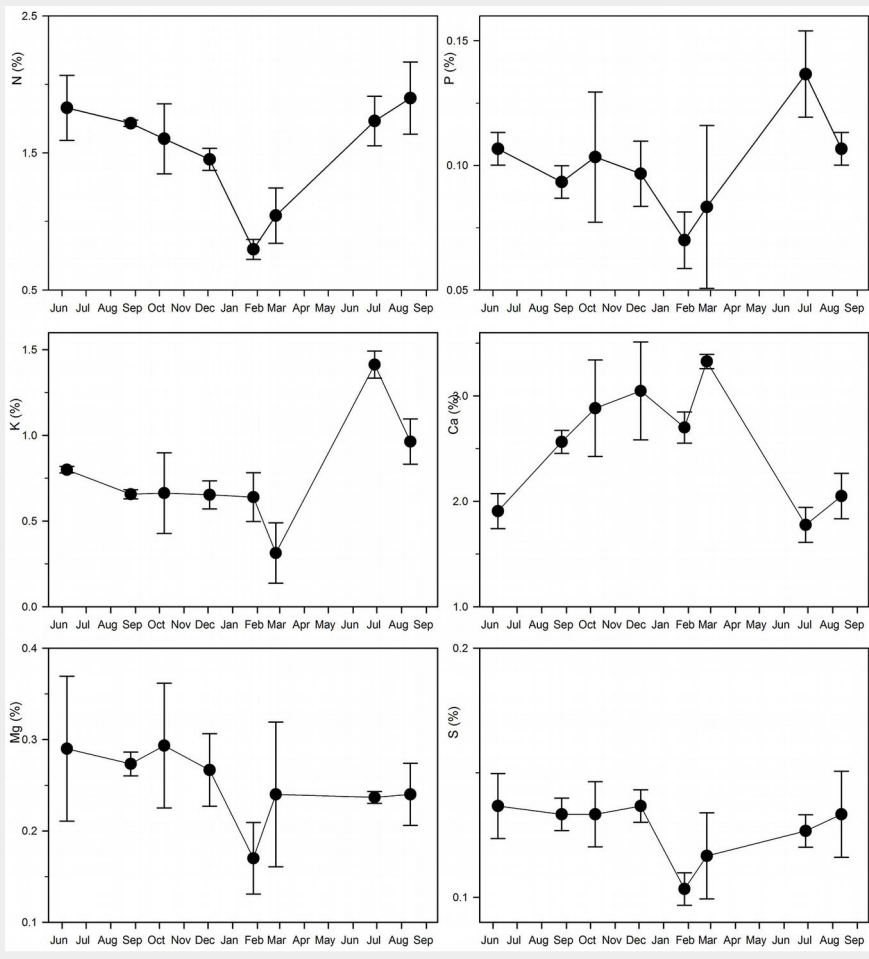 2.5
1.5
0.5
N (%)
Jun Jul Aug Sep Oct Nov Dec Jan Feb Mar Apr May Jun Jul Aug Sep
0.15
0.10
0.05
P (%)
Jun Jul Aug Sep Oct Nov Dec Jan Feb Mar Apr May Jun Jul Aug Sep
1.5
1.0
0.5
0.0
K (%)
Jun Jul Aug Sep Oct Nov Dec Jan Feb Mar Apr May Jun Jul Aug Sep
3.0
2.0
1.0
Ca (%)
Jun Jul Aug Sep Oct Nov Dec Jan Feb Mar Apr May Jun Jul Aug Sep
0.4
0.3
0.2
0.1
Mg (%)
Jun Jul Aug Sep Oct Nov Dec Jan Feb Mar Apr May Jun Jul Aug Sep
0.2
0.1
S (%)
Jun Jul Aug Sep Oct Nov Dec Jan Feb Mar Apr May Jun Jul Aug Sep